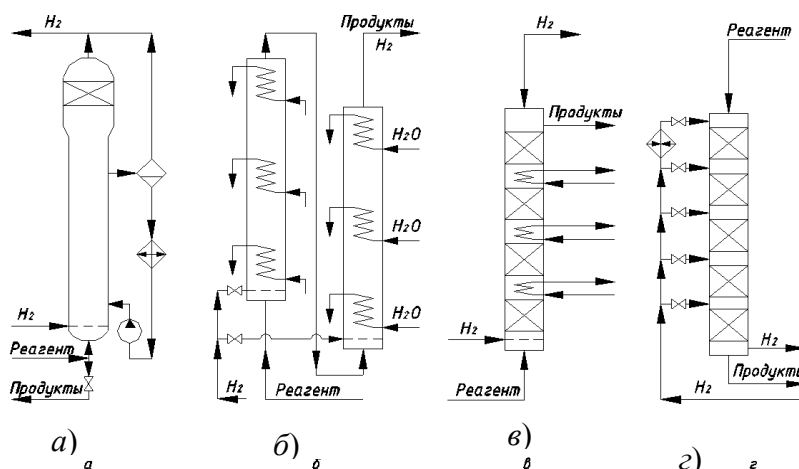 H₂
H₂
Реагент
Продукты
а)
а
Продукты
H₂
H₂O
H₂O
H₂O
H₂
Реагент
б)
б
H₂
Продукты
H₂
Реагент
в)
в
Реагент
H₂
Продукты
H₂
г)
г